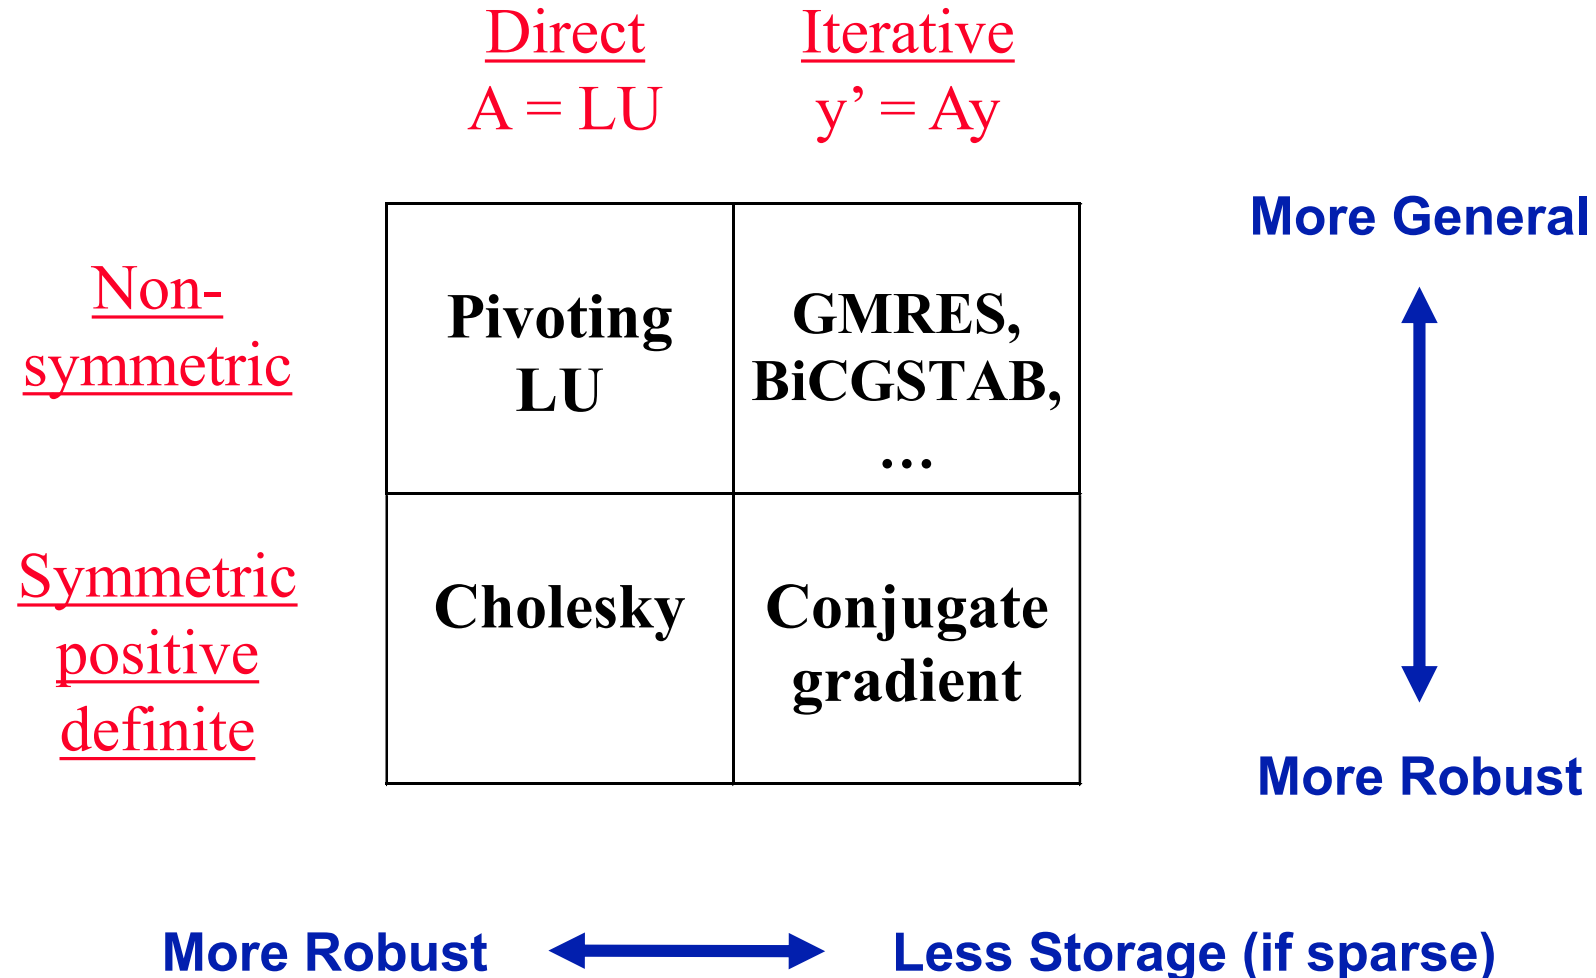 Direct
A = LU
Iterative
y’ = Ay
More General
Non-
symmetric
Pivoting
LU
GMRES,
BiCGSTAB,
…
Symmetric
positive
definite
Cholesky
Conjugate
gradient
More Robust
More Robust
Less Storage (if sparse)